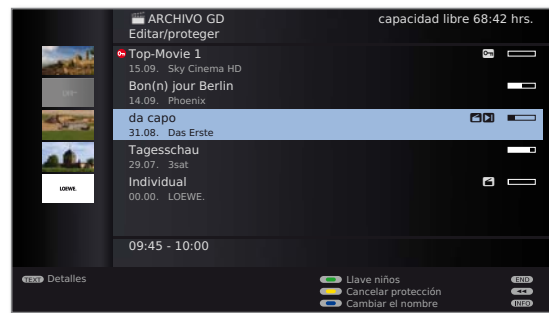 ARCHIVO GD
capacidad libre 68:42 hrs.
Editar/proteger
Top-Movie 1
15.09. Sky Cinema HD
Bon(n) jour Berlin
14.09. Phoenix
da capo
31.08. Das Erste
Tagesschau
29.07. 3sat
Individual
00.00. LOEWE.
LOEWE.
09:45 - 10:00
TEXT Detalles
Llave niños END
Cancelar protección
Cambiar el nombre INFO